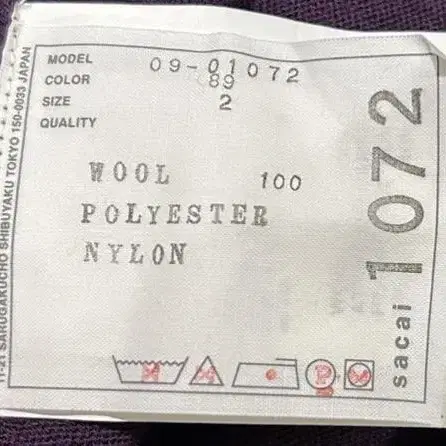 MODEL 09-01072
COLOR 89
SIZE 2
QUALITY
WOOL 100
POLYESTER
NYLON
P
sacai 1072
11-21 SARUGAKUCHO SHIBUYAKU TOKYO 150-0033 JAPAN